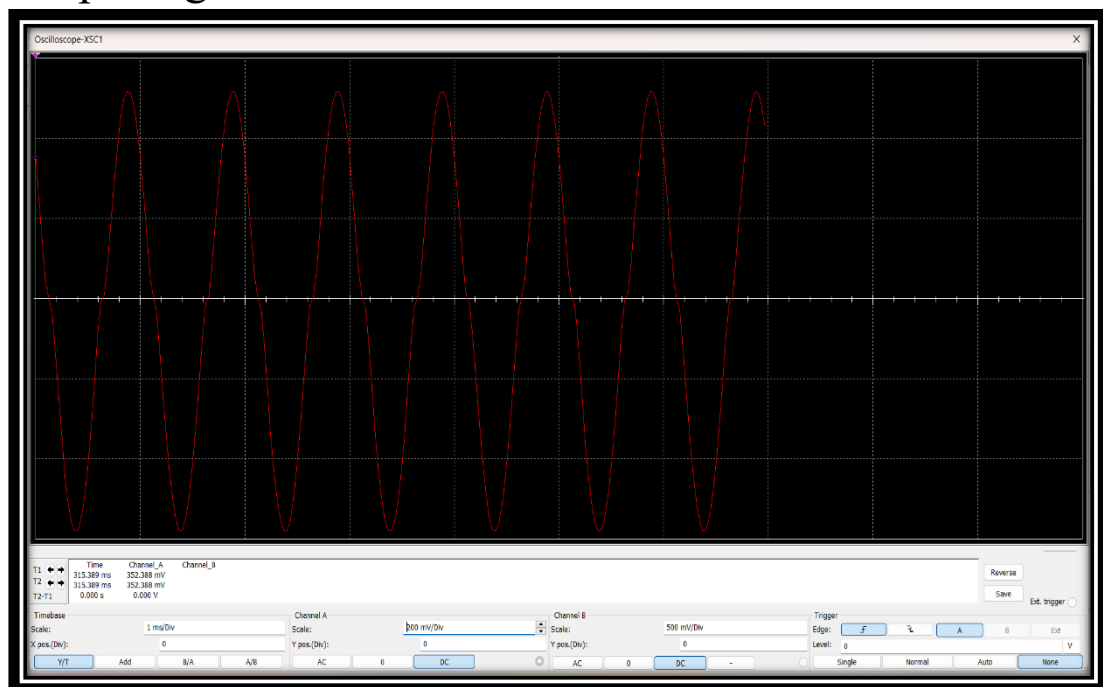 Oscilloscope-XSC1 ×
T1 Time Channel_A Channel_B
315.389 ms 352.388 mV
T2 315.389 ms 352.388 mV
T2-T1 0.000 s 0.000 V
Reverse
Save
Ext. trigger
Timebase Channel A Channel B Trigger
Scale: 1 ms/Div Scale: 200 mV/Div Scale: 500 mV/Div Edge: A B Ext
X pos.(Div): 0 Y pos.(Div): 0 Y pos.(Div): 0 Level: 0 V
Y/T Add B/A A/B AC 0 DC AC 0 DC - Single Normal Auto None